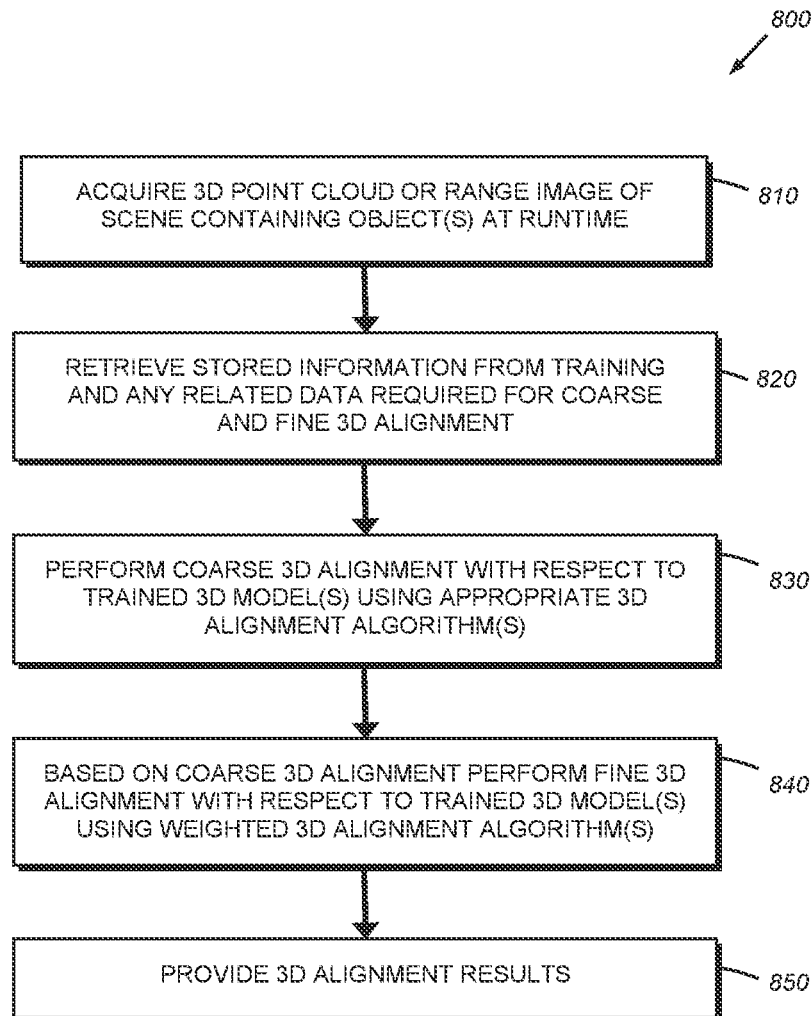 800
ACQUIRE 3D POINT CLOUD OR RANGE IMAGE OF
SCENE CONTAINING OBJECT(S) AT RUNTIME
810
RETRIEVE STORED INFORMATION FROM TRAINING
AND ANY RELATED DATA REQUIRED FOR COARSE
AND FINE 3D ALIGNMENT
820
PERFORM COARSE 3D ALIGNMENT WITH RESPECT TO
TRAINED 3D MODEL(S) USING APPROPRIATE 3D
ALIGNMENT ALGORITHM(S)
830
BASED ON COARSE 3D ALIGNMENT PERFORM FINE 3D
ALIGNMENT WITH RESPECT TO TRAINED 3D MODEL(S)
USING WEIGHTED 3D ALIGNMENT ALGORITHM(S)
840
PROVIDE 3D ALIGNMENT RESULTS
850